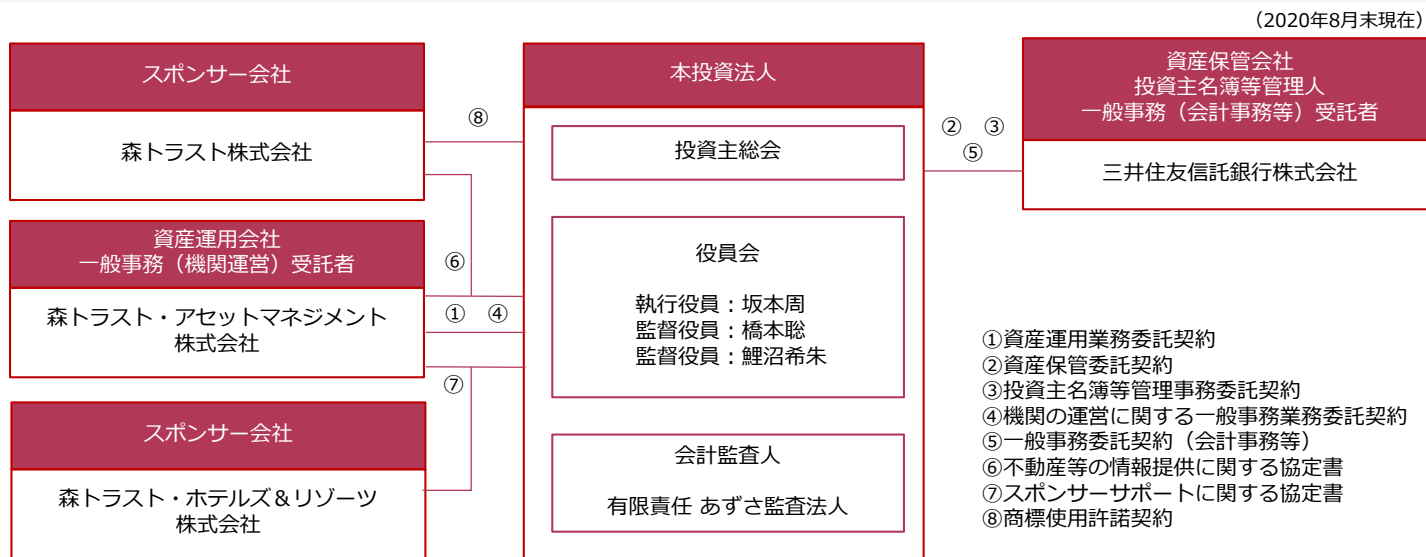 （2020年8月末現在）
スポンサー会社
森トラスト株式会社
資産運用会社
一般事務（機関運営）受託者
森トラスト・アセットマネジメント
株式会社
スポンサー会社
森トラスト・ホテルズ＆リゾーツ
株式会社
⑧
⑥
① ④
⑦
本投資法人
投資主総会
役員会
執行役員：坂本周
監督役員：橋本聡
監督役員：鯉沼希朱
会計監査人
有限責任 あずさ監査法人
② ③
⑤
資産保管会社
投資主名簿等管理人
一般事務（会計事務等）受託者
三井住友信託銀行株式会社
①資産運用業務委託契約
②資産保管委託契約
③投資主名簿等管理事務委託契約
④機関の運営に関する一般事務業務委託契約
⑤一般事務委託契約（会計事務等）
⑥不動産等の情報提供に関する協定書
⑦スポンサーサポートに関する協定書
⑧商標使用許諾契約